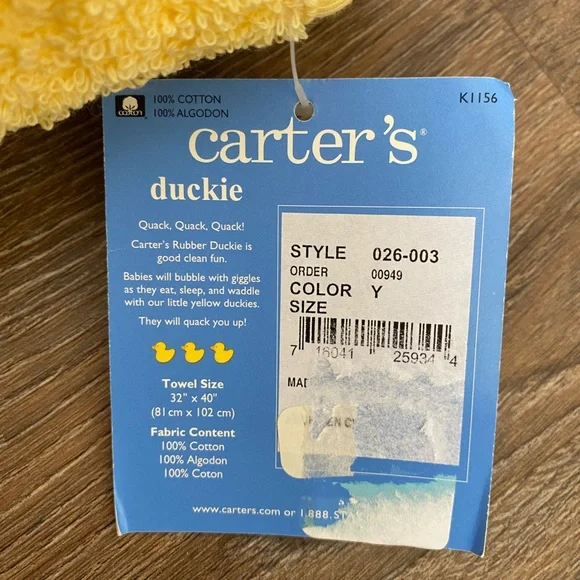 100% COTTON
100% ALGODON
K1156
COTTON
carter's®
duckie
Quack, Quack, Quack!
Carter's Rubber Duckie is
good clean fun.
Babies will bubble with giggles
as they eat, sleep, and waddle
with our little yellow duckies.
They will quack you up!
Towel Size
32" x 40"
(81cm x 102 cm)
Fabric Content
100% Cotton
100% Algodon
100% Coton
STYLE 026-003
ORDER 00949
COLOR Y
SIZE
7 18041 25934 4
www.carters.com or 1.888.